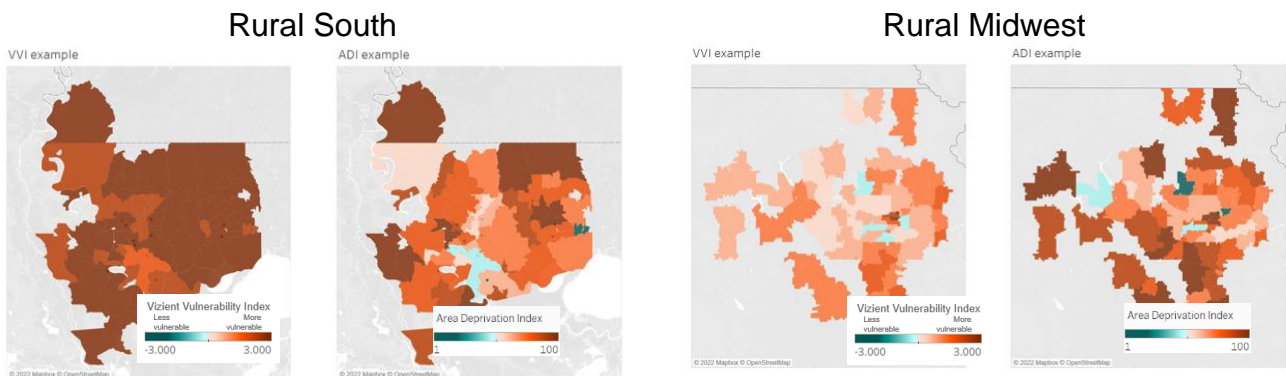 Rural South
VVI example
ADI example
Vizient Vulnerability Index
Less vulnerable
More vulnerable
-3.000
3.000
Area Deprivation Index
1
100
© 2022 Mapbox © OpenStreetMap
© 2022 Mapbox © OpenStreetMap
Rural Midwest
VVI example
ADI example
Vizient Vulnerability Index
Less vulnerable
More vulnerable
-3.000
3.000
Area Deprivation Index
1
100
© 2022 Mapbox © OpenStreetMap
© 2022 Mapbox © OpenStreetMap